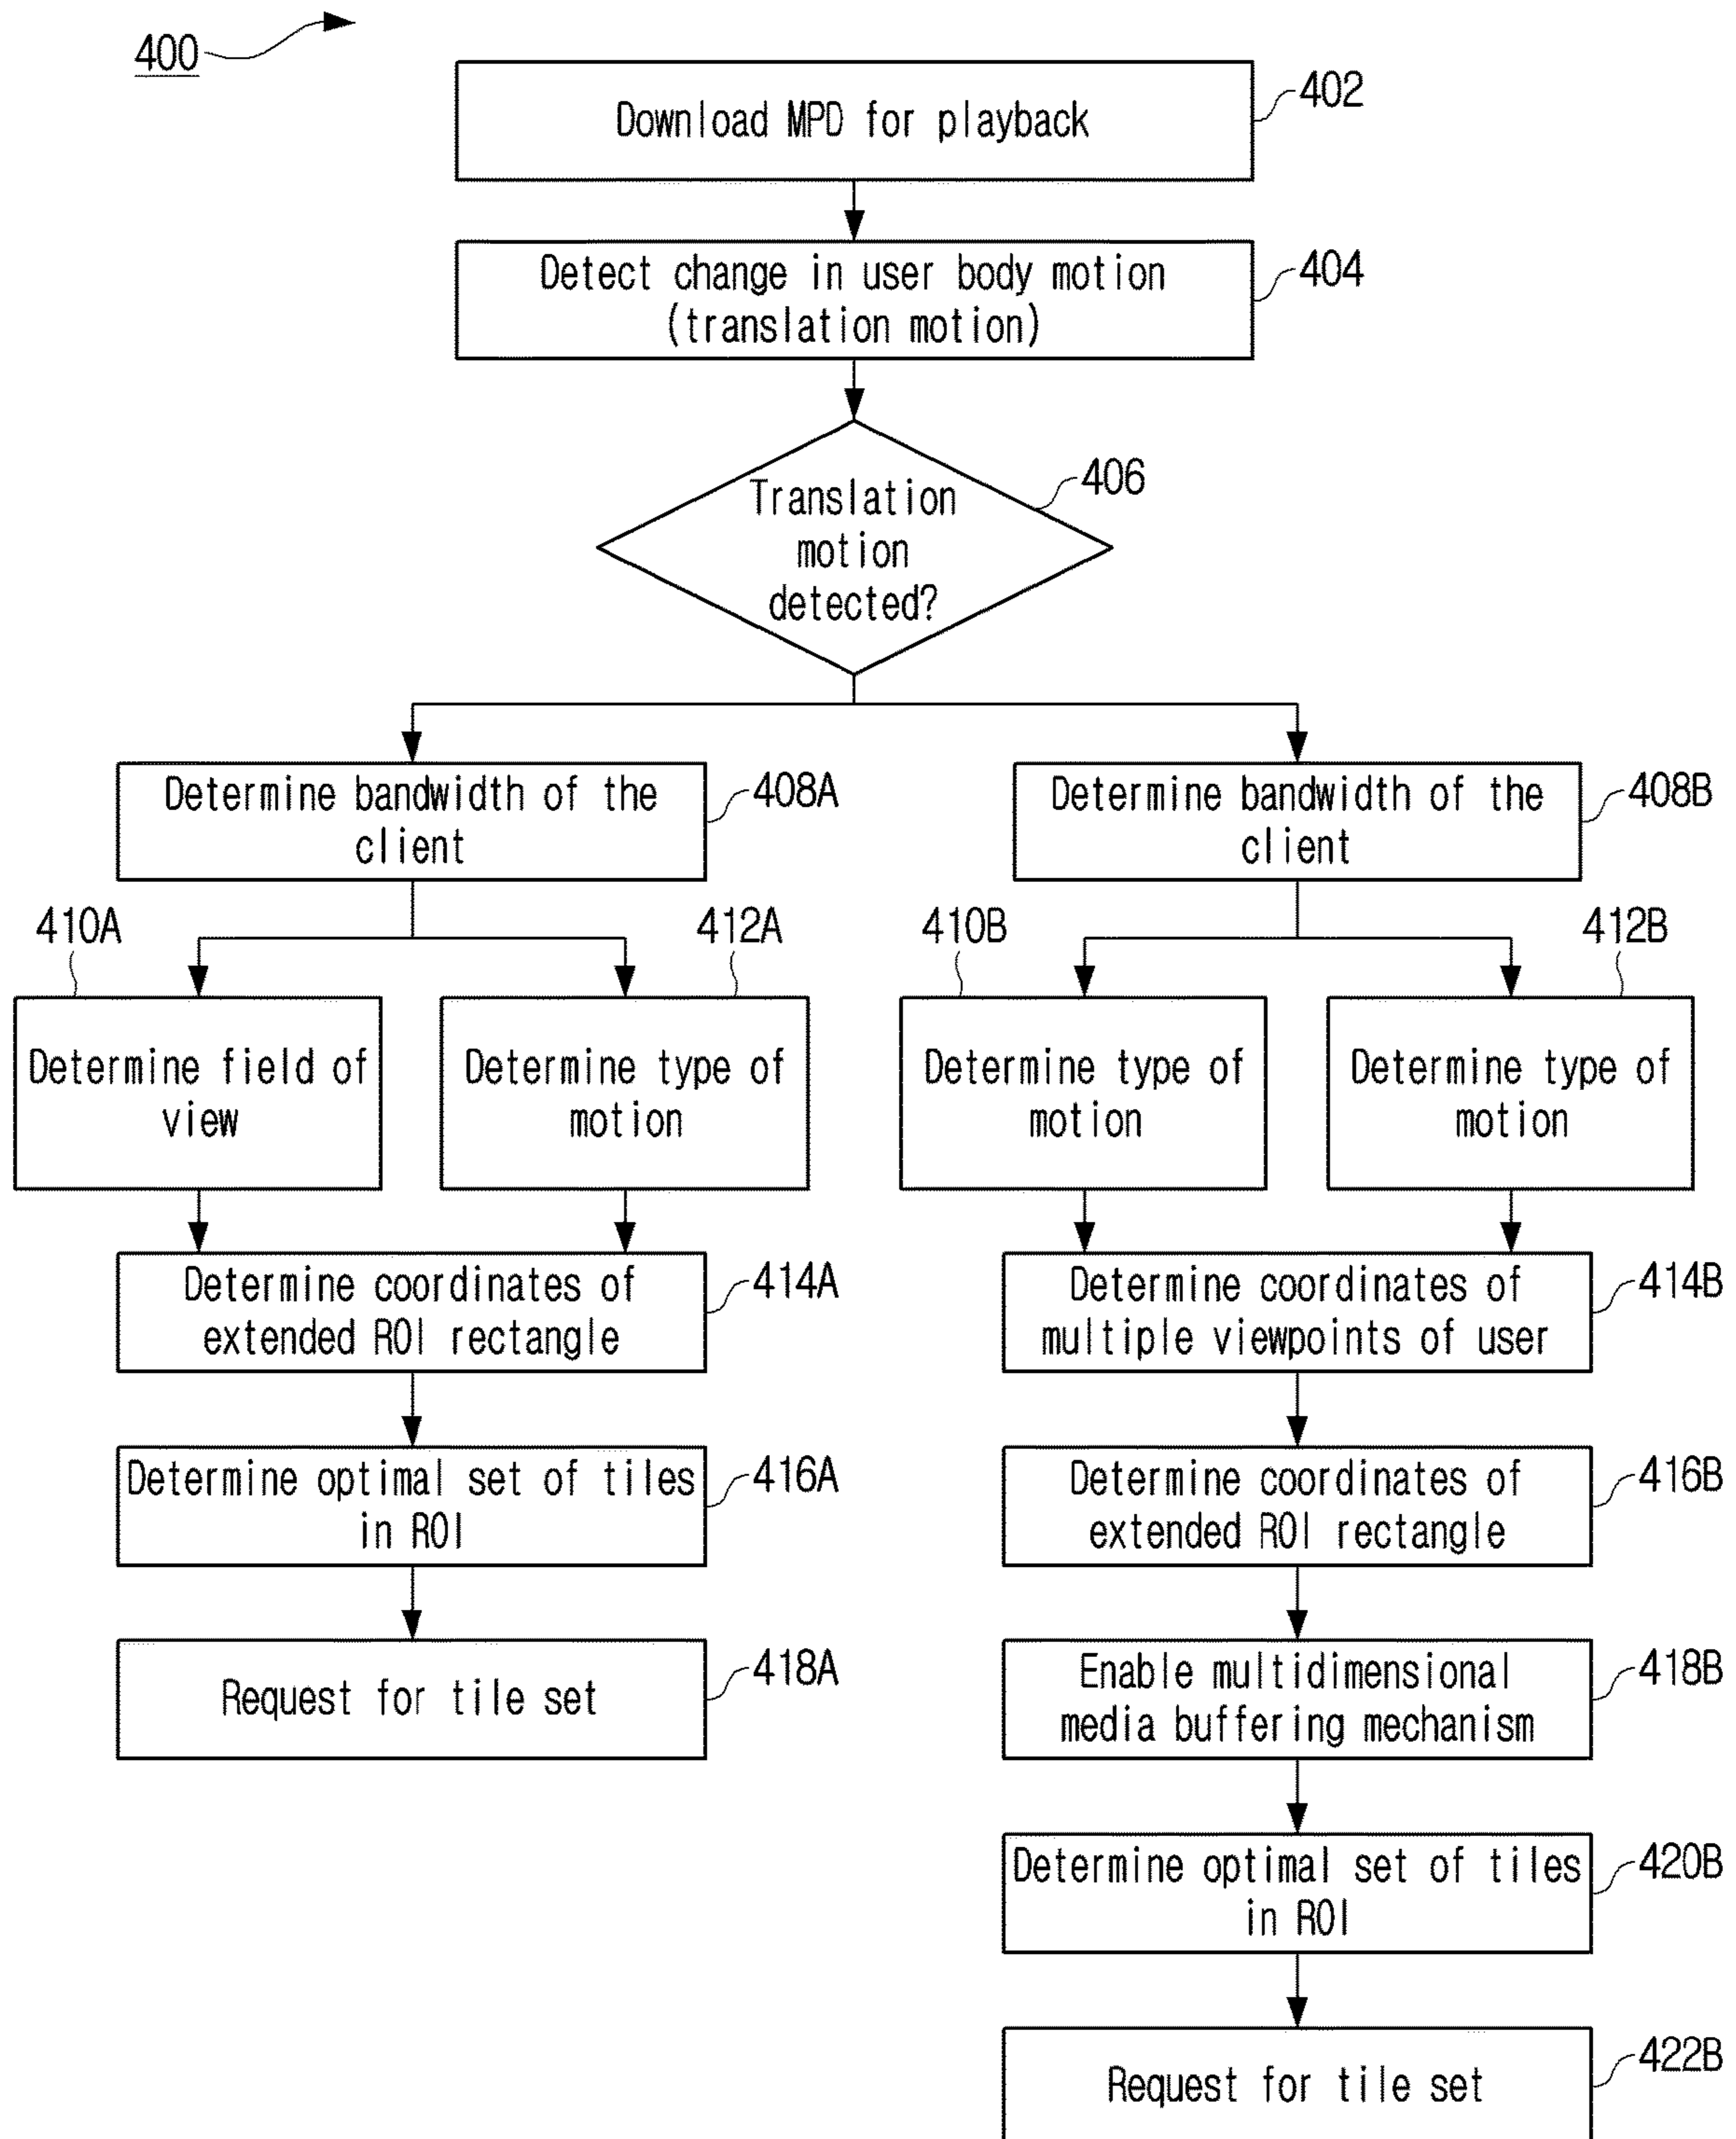 400
Download MPD for playback
402
Detect change in user body motion
(translation motion)
404
Translation
motion
detected?
406
Determine bandwidth of the
client
408A
Determine bandwidth of the
client
408B
410A
412A
410B
412B
Determine field of
view
Determine type of
motion
Determine type of
motion
Determine type of
motion
Determine coordinates of
extended ROI rectangle
414A
Determine coordinates of
multiple viewpoints of user
414B
Determine optimal set of tiles
in ROI
416A
Determine coordinates of
extended ROI rectangle
416B
Request for tile set
418A
Enable multidimensional
media buffering mechanism
418B
Determine optimal set of tiles
in ROI
420B
Request for tile set
422B